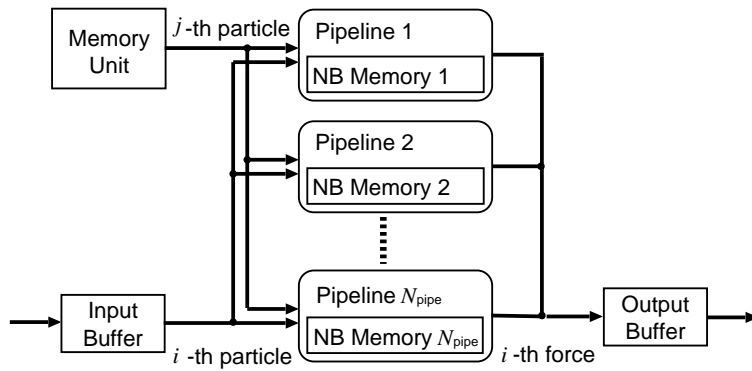 Memory
Unit
j -th particle
Pipeline 1
NB Memory 1
Pipeline 2
NB Memory 2
Input
Buffer
i -th particle
Pipeline Npipe
NB Memory Npipe
i -th force
Output
Buffer